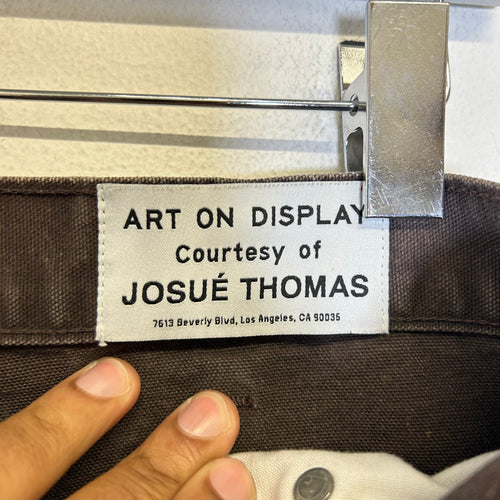 ART ON DISPLAY
Courtesy of
JOSUÉ THOMAS
7613 Beverly Blvd, Los Angeles, CA 90036